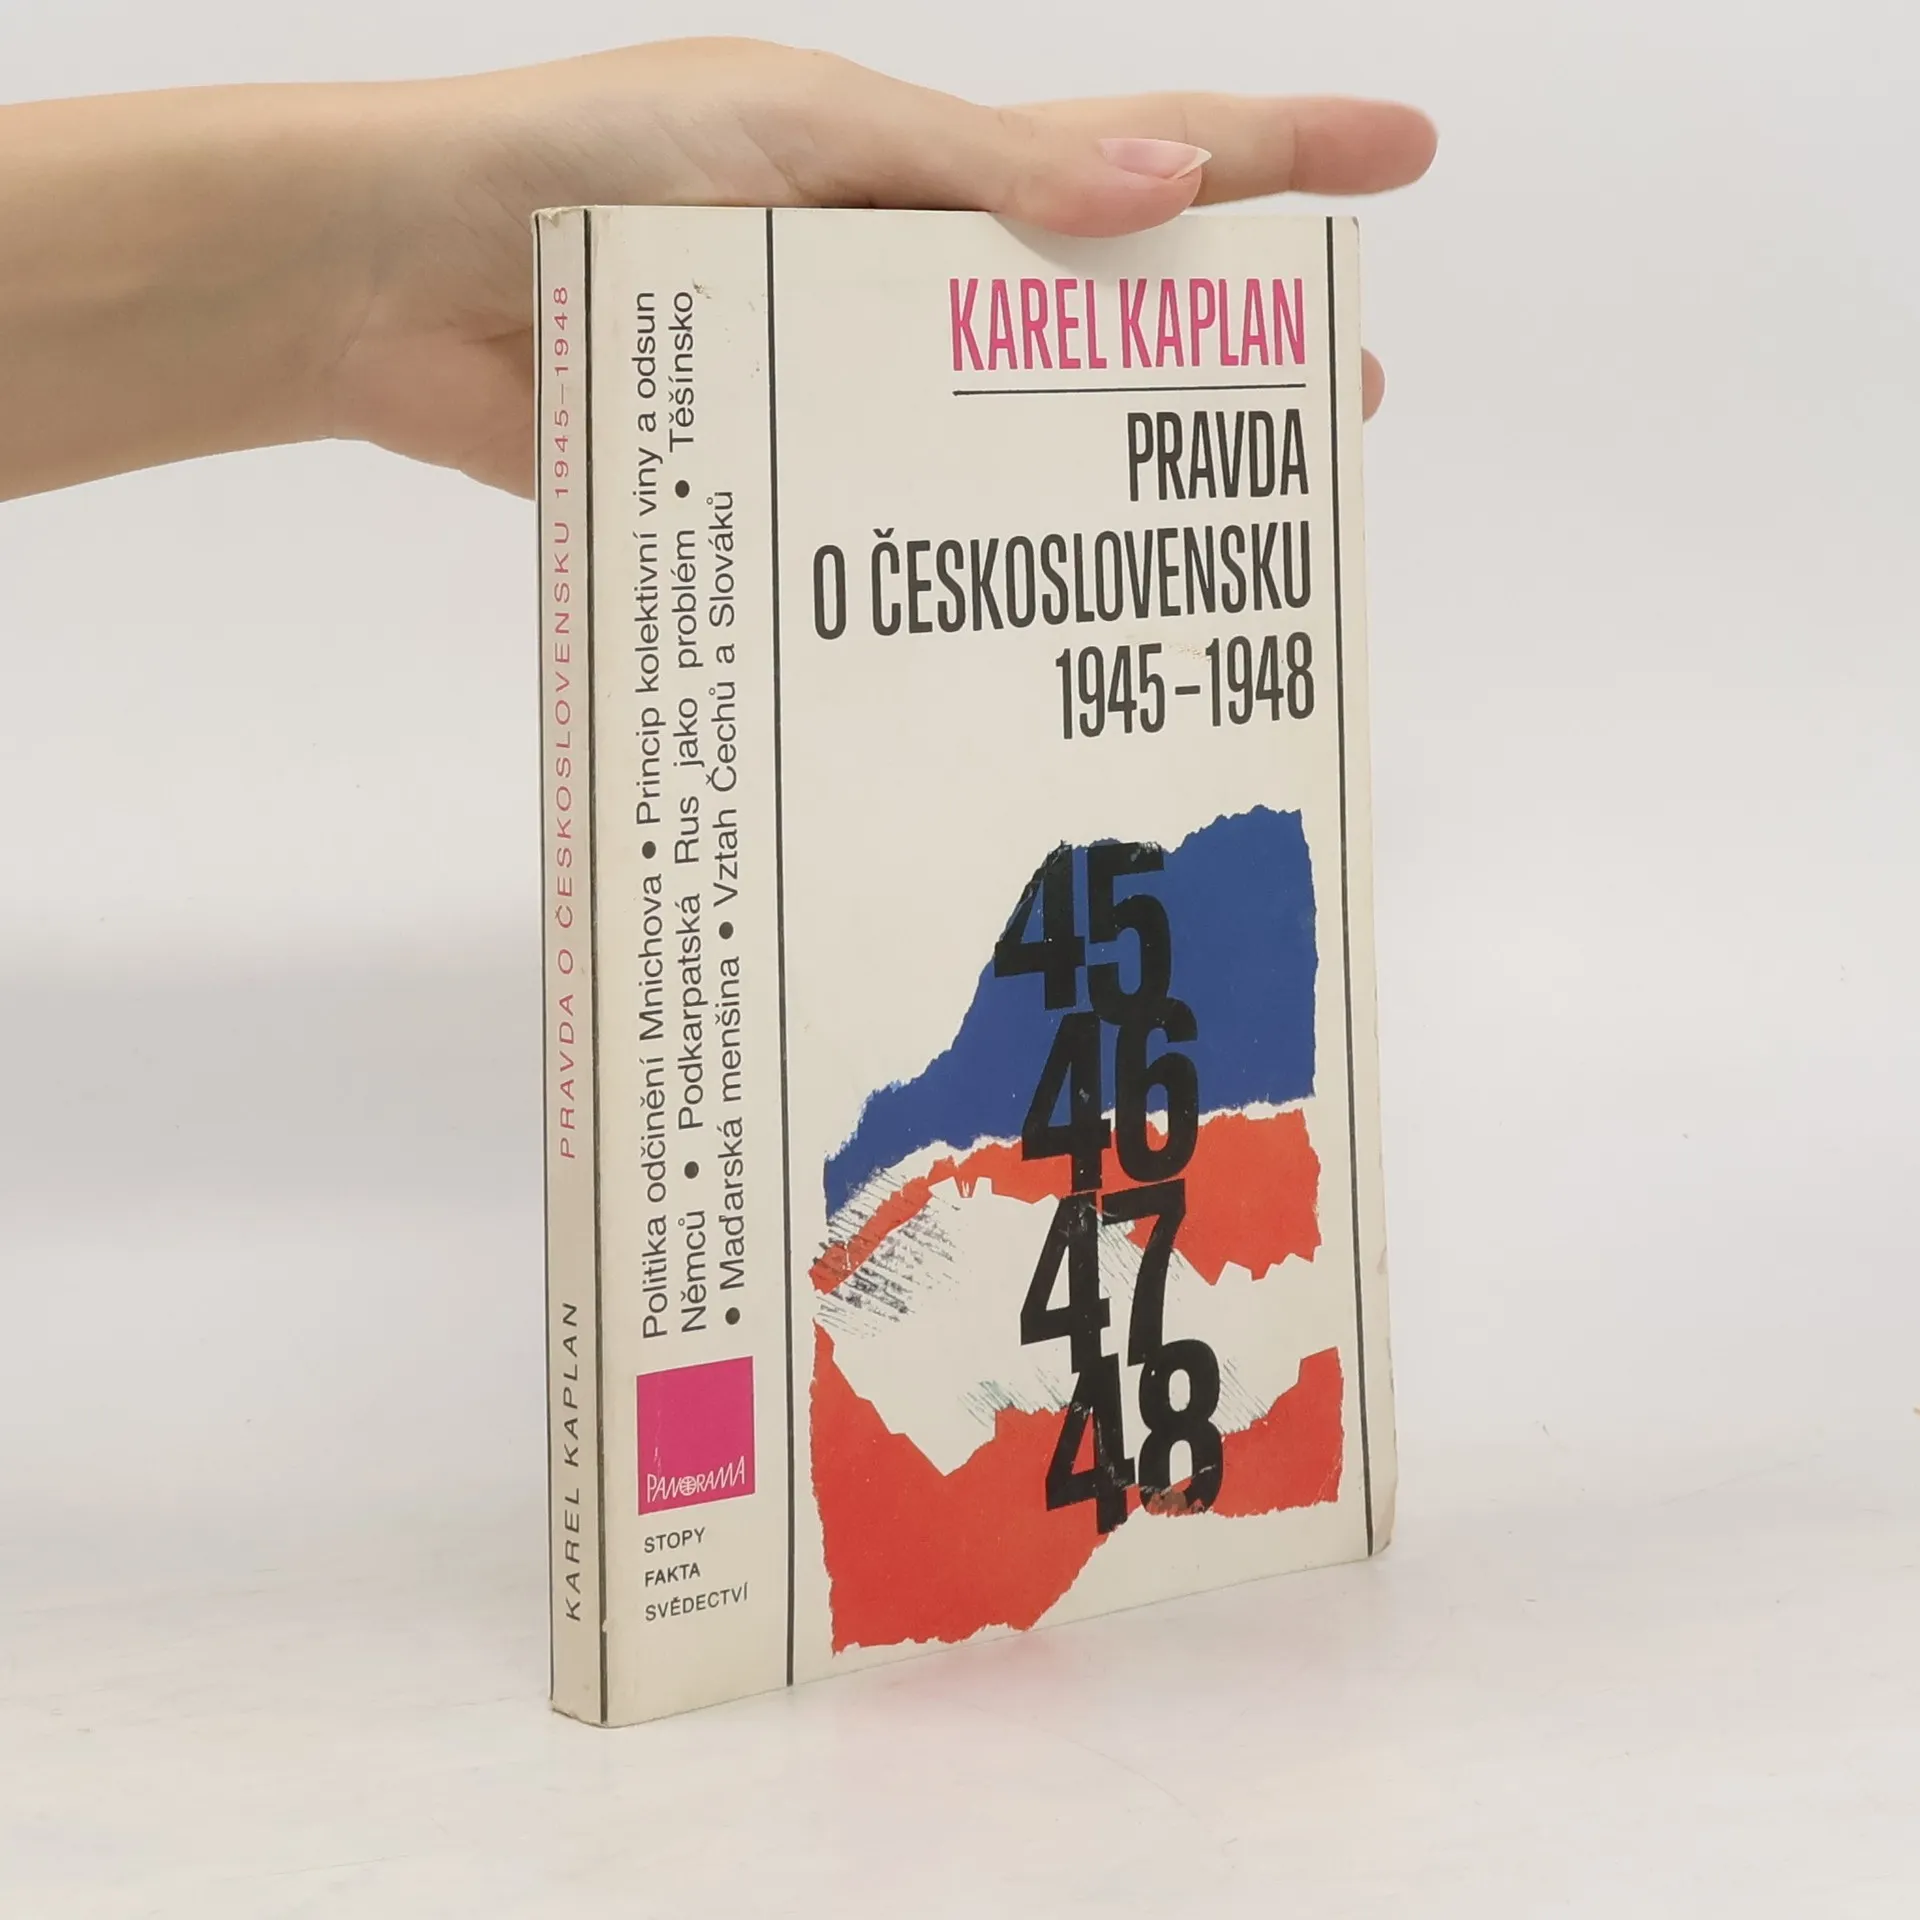 KAREL KAPLAN
PRAVDA
O ČESKOSLOVENSKU
1945–1948
45
46
47
48
Politika odčinění Mnichova ● Princip kolektivní viny a odsun
Němců ● Podkarpatská Rus jako problém ● Těšínsko
● Maďarská menšina ● Vztah Čechů a Slováků
PANORAMA
STOPY
FAKTA
SVĚDECTVÍ
KAREL KAPLAN PRAVDA O ČESKOSLOVENSKU 1945–1948